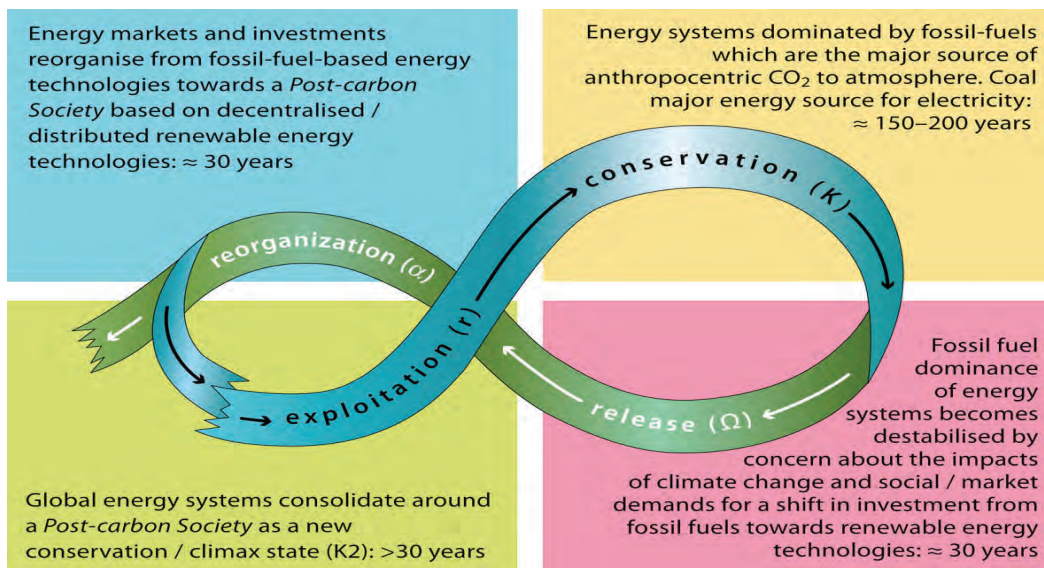 Energy markets and investments
reorganise from fossil-fuel-based energy
technologies towards a Post-carbon
Society based on decentralised /
distributed renewable energy
technologies: ≈ 30 years
Energy systems dominated by fossil-fuels
which are the major source of
anthropocentric CO₂ to atmosphere. Coal
major energy source for electricity:
≈ 150–200 years
conservation (K)
reorganization (α)
exploitation (r)
release (Ω)
Global energy systems consolidate around
a Post-carbon Society as a new
conservation / climax state (K2): >30 years
Fossil fuel
dominance
of energy
systems becomes
destabilised by
concern about the impacts
of climate change and social / market
demands for a shift in investment from
fossil fuels towards renewable energy
technologies: ≈ 30 years